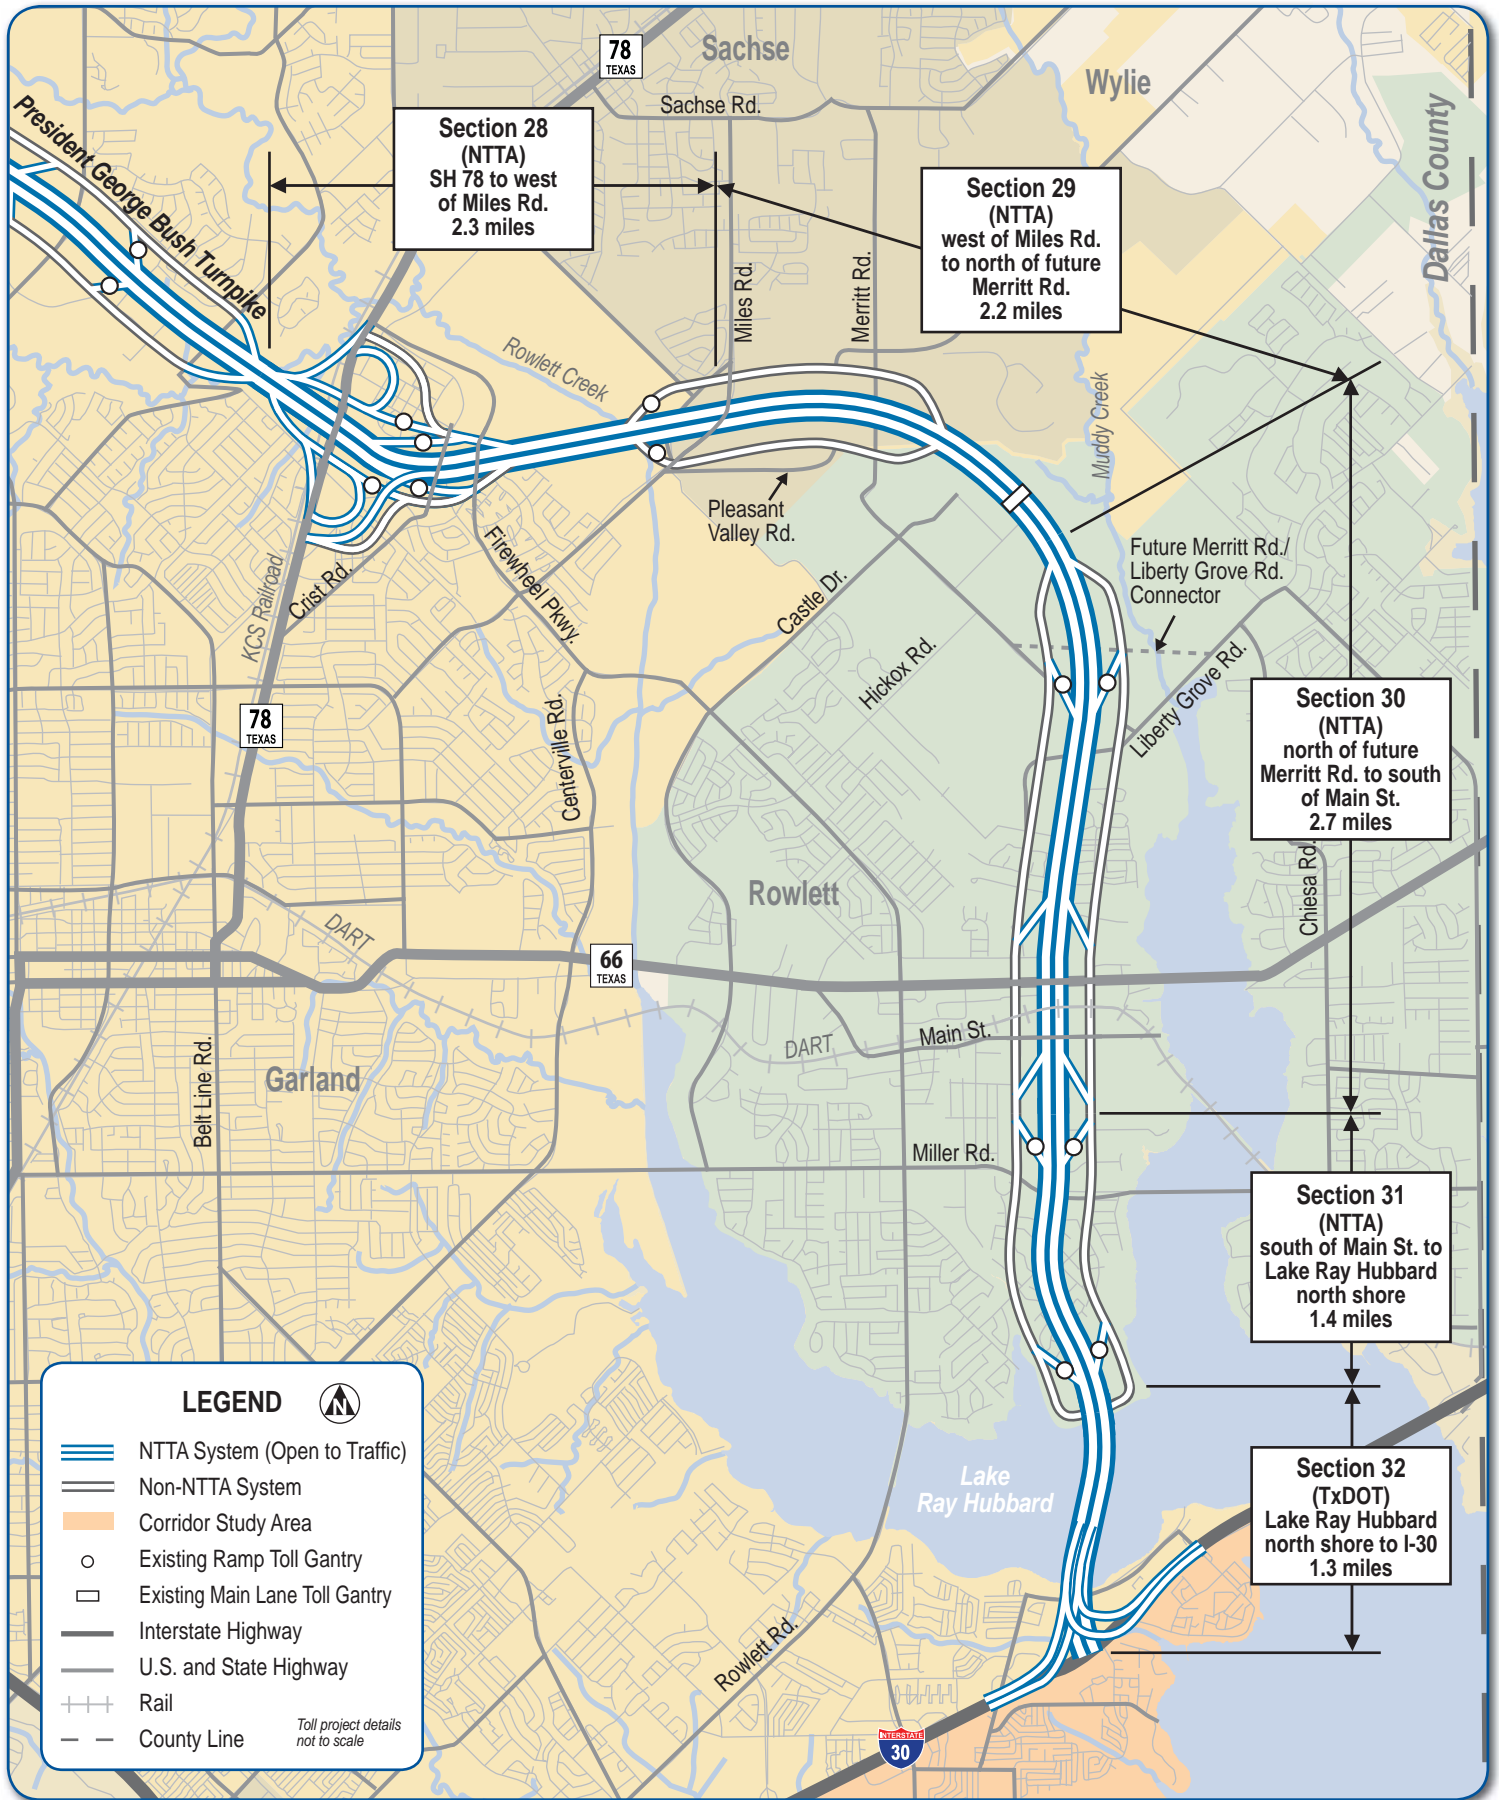 78
TEXAS
Sachse
Wylie
Sachse Rd.
President George Bush Turnpike
Section 28
(NTTA)
SH 78 to west
of Miles Rd.
2.3 miles
Section 29
(NTTA)
west of Miles Rd.
to north of future
Merritt Rd.
2.2 miles
Dallas County
Miles Rd.
Merritt Rd.
Rowlett Creek
Muddy Creek
Pleasant
Valley Rd.
Future Merritt Rd./
Liberty Grove Rd.
Connector
KCS Railroad
Crist Rd.
Firewheel Pkwy.
Castle Dr.
Hickox Rd.
Liberty Grove Rd.
78
TEXAS
Centerville Rd.
Section 30
(NTTA)
north of future
Merritt Rd. to south
of Main St.
2.7 miles
Chiesa Rd.
Rowlett
DART
66
TEXAS
Main St.
DART
Belt Line Rd.
Garland
Miller Rd.
Section 31
(NTTA)
south of Main St. to
Lake Ray Hubbard
north shore
1.4 miles
Lake
Ray Hubbard
Section 32
(TxDOT)
Lake Ray Hubbard
north shore to I-30
1.3 miles
Rowlett Rd.
INTERSTATE
30
LEGEND
N
NTTA System (Open to Traffic)
Non-NTTA System
Corridor Study Area
Existing Ramp Toll Gantry
Existing Main Lane Toll Gantry
Interstate Highway
U.S. and State Highway
Rail
County Line
Toll project details
not to scale